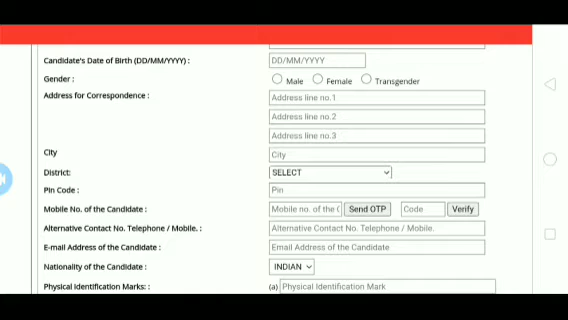 Candidate's Date of Birth (DD/MM/YYYY) : DD/MM/YYYY
Gender : Male Female Transgender
Address for Correspondence : Address line no.1
Address line no.2
Address line no.3
City City
District: SELECT
Pin Code : Pin
Mobile No. of the Candidate : Mobile no. of the ( Send OTP Code Verify
Alternative Contact No. Telephone / Mobile. : Alternative Contact No. Telephone / Mobile.
E-mail Address of the Candidate : Email Address of the Candidate
Nationality of the Candidate : INDIAN
Physical Identification Marks: : (a) Physical Identification Mark